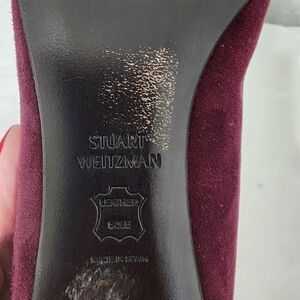 STUART
WEITZMAN
LEATHER
SOLE
MADE IN SPAIN